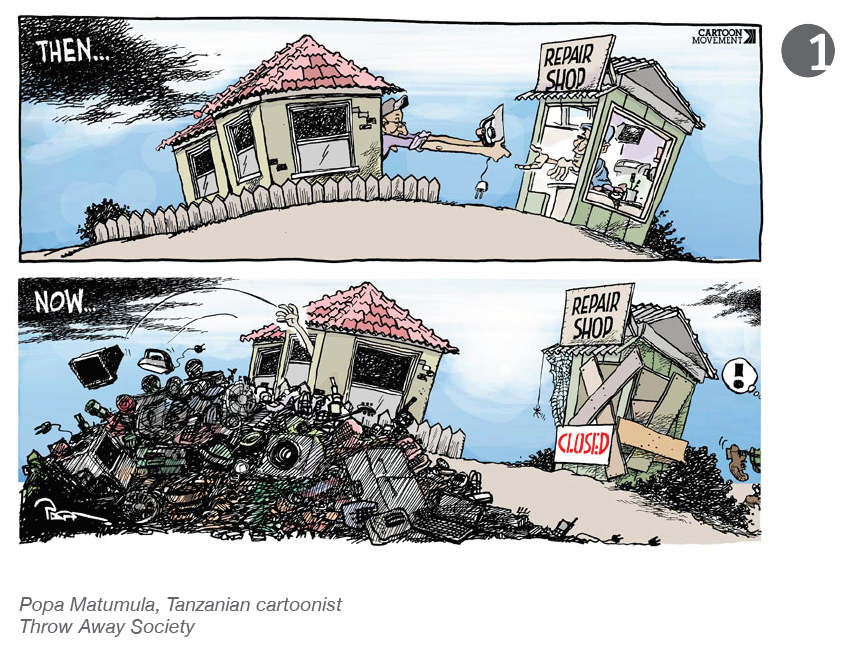 THEN...
CARTOON
MOVEMENT
1
REPAIR
SHOP
NOW...
REPAIR
SHOP
!
CLOSED
Popa Matumula, Tanzanian cartoonist
Throw Away Society